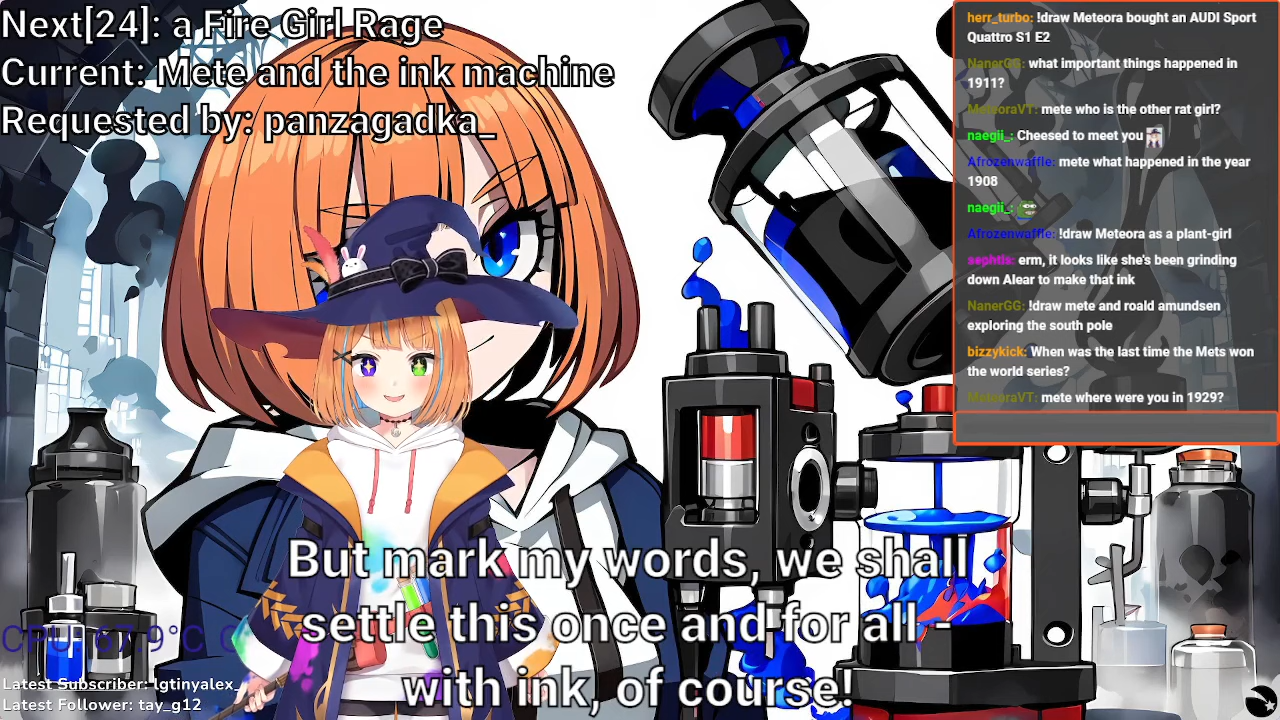 Next[24]: a Fire Girl Rage
Current: Mete and the ink machine
Requested by: panzagadka_
herr_turbo: !draw Meteora bought an AUDI Sport
Quattro S1 E2
NanerGG: what important things happened in
1911?
MeteoraVT: mete who is the other rat girl?
naegii_: Cheesed to meet you
Afrozenwaffle: mete what happened in the year
1908
naegii_:
Afrozenwaffle: !draw Meteora as a plant-girl
sephtis: erm, it looks like she's been grinding
down Alear to make that ink
NanerGG: !draw mete and roald amundsen
exploring the south pole
bizzykick: When was the last time the Mets won
the world series?
MeteoraVT: mete where were you in 1929?
But mark my words, we shall
settle this once and for all -
with ink, of course!
CPU: 67.9°C
Latest Subscriber: lgtinyalex_
Latest Follower: tay_g12